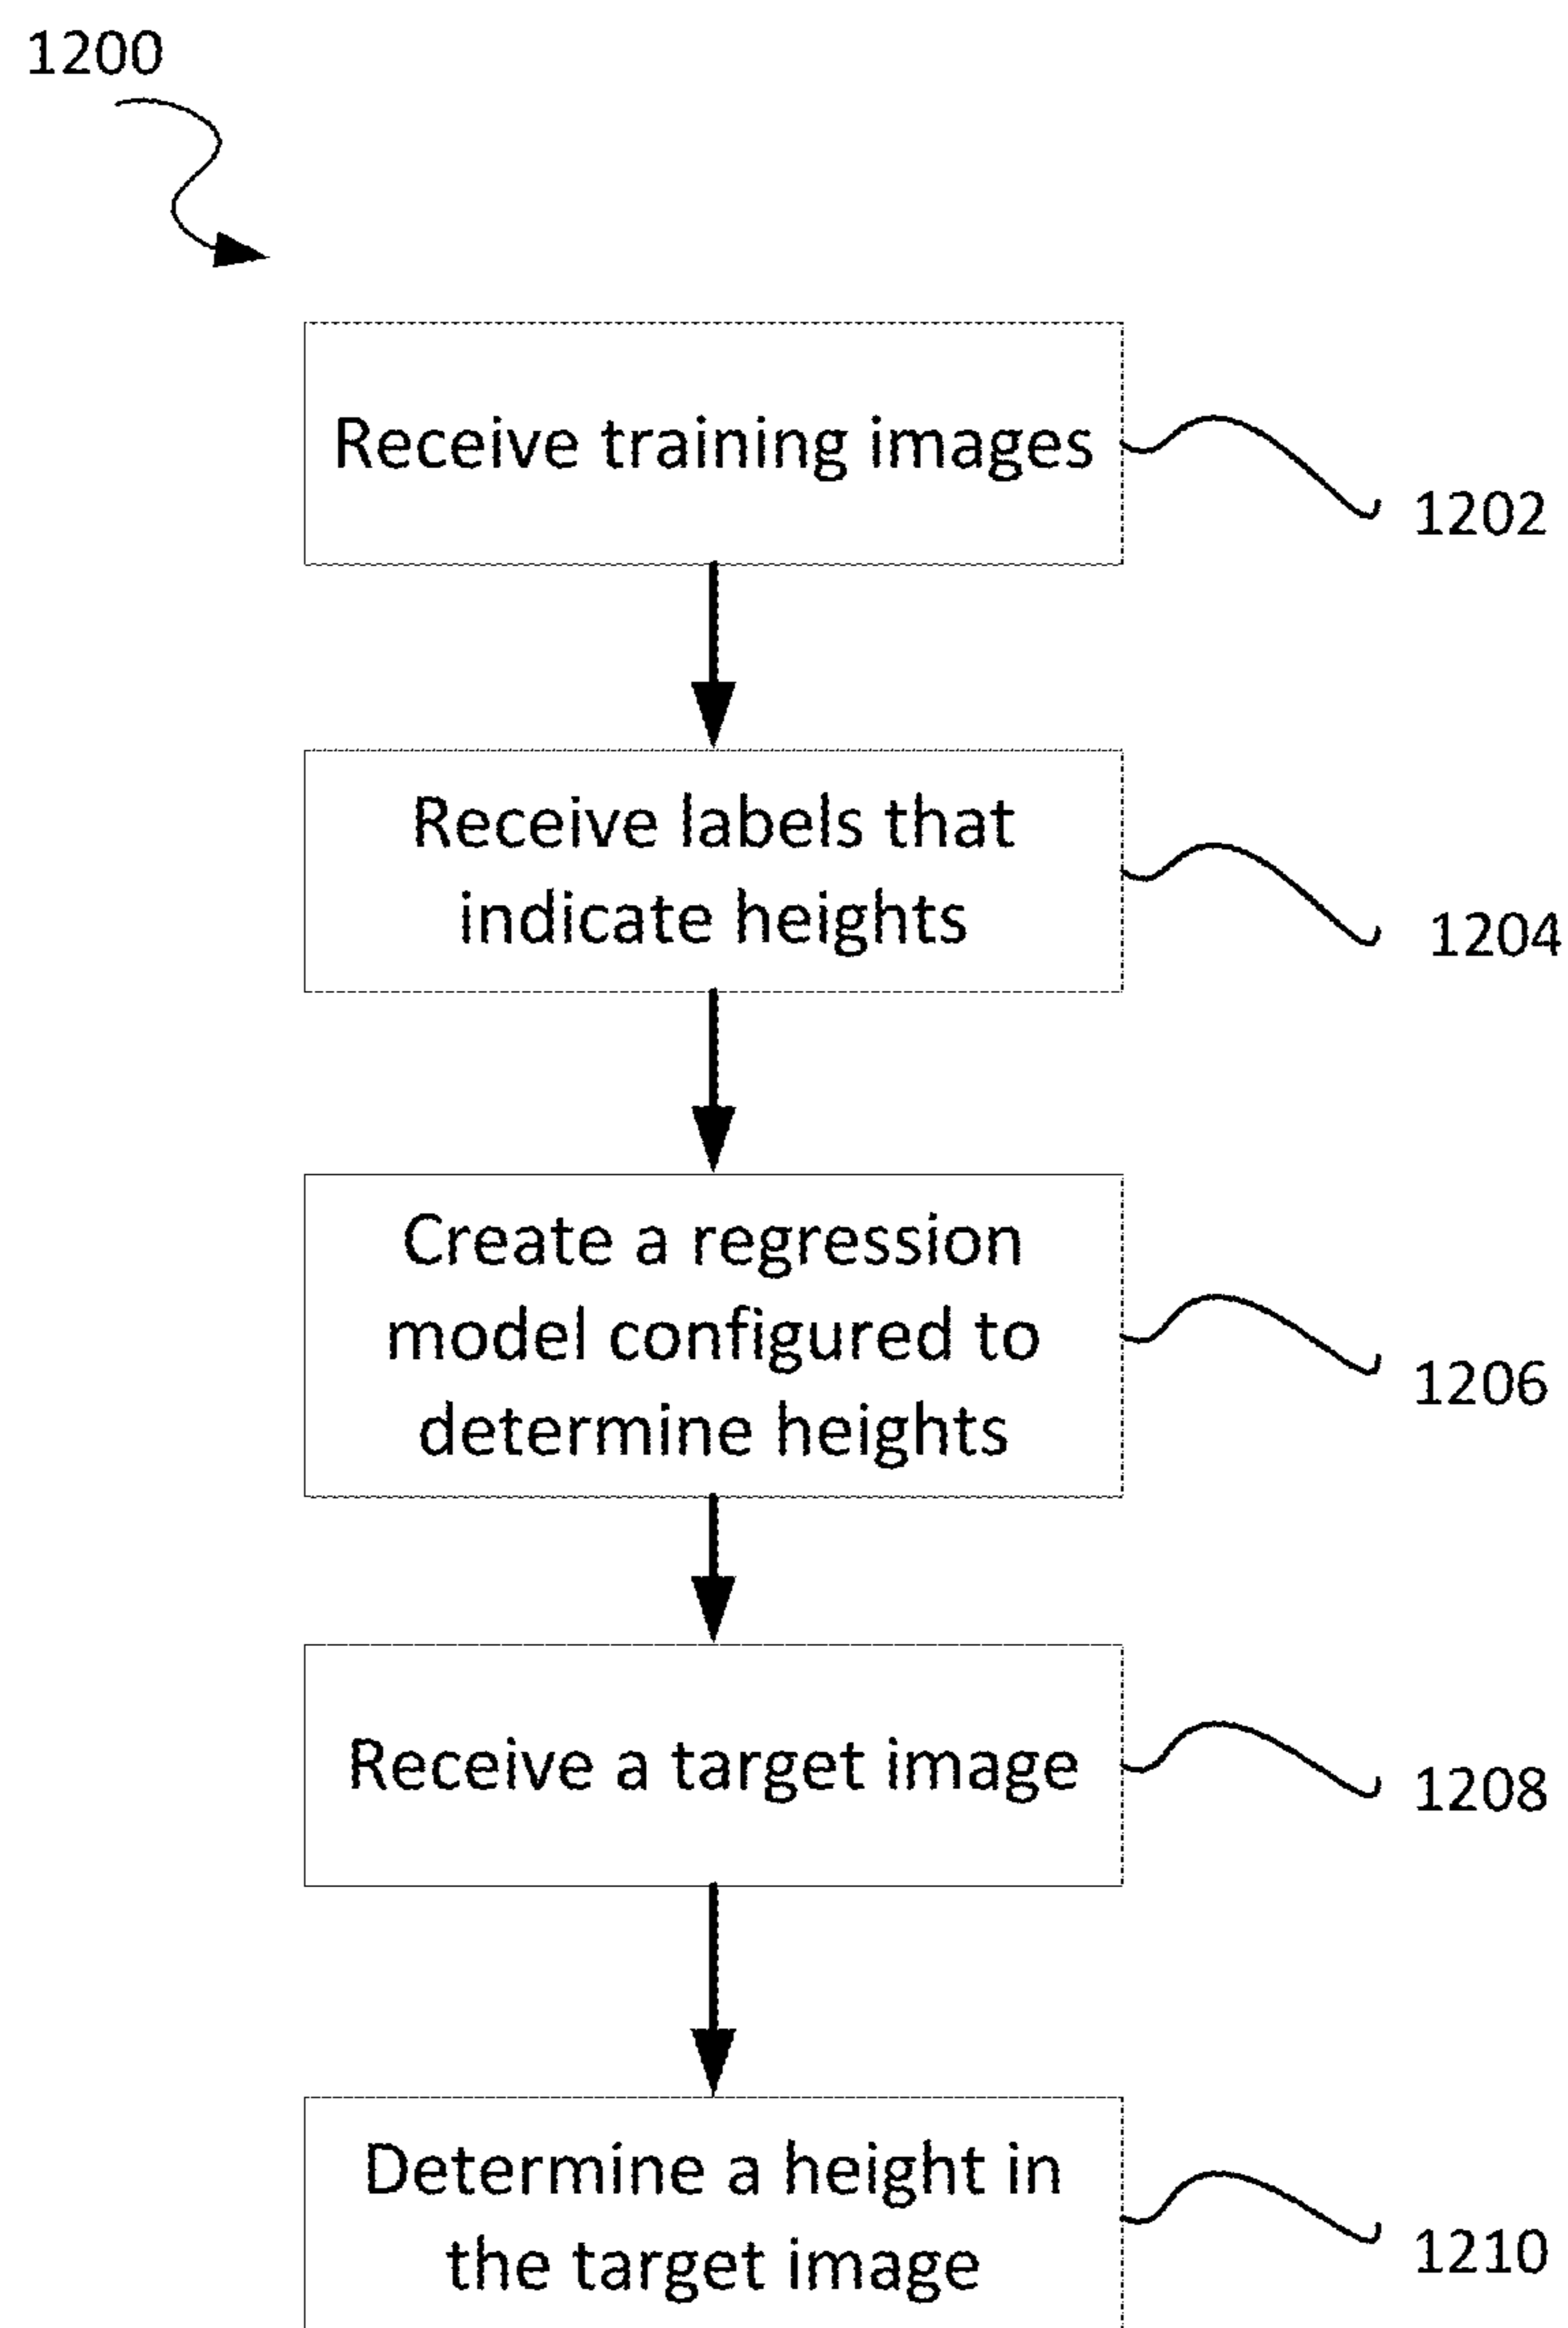 1200
Receive training images
1202
Receive labels that
indicate heights
1204
Create a regression
model configured to
determine heights
1206
Receive a target image
1208
Determine a height in
the target image
1210